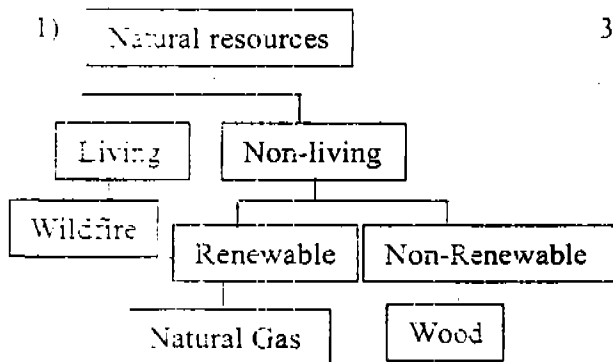 1)
3
Natural resources
Living
Non-living
Wildfire
Renewable
Non-Renewable
Natural Gas
Wood